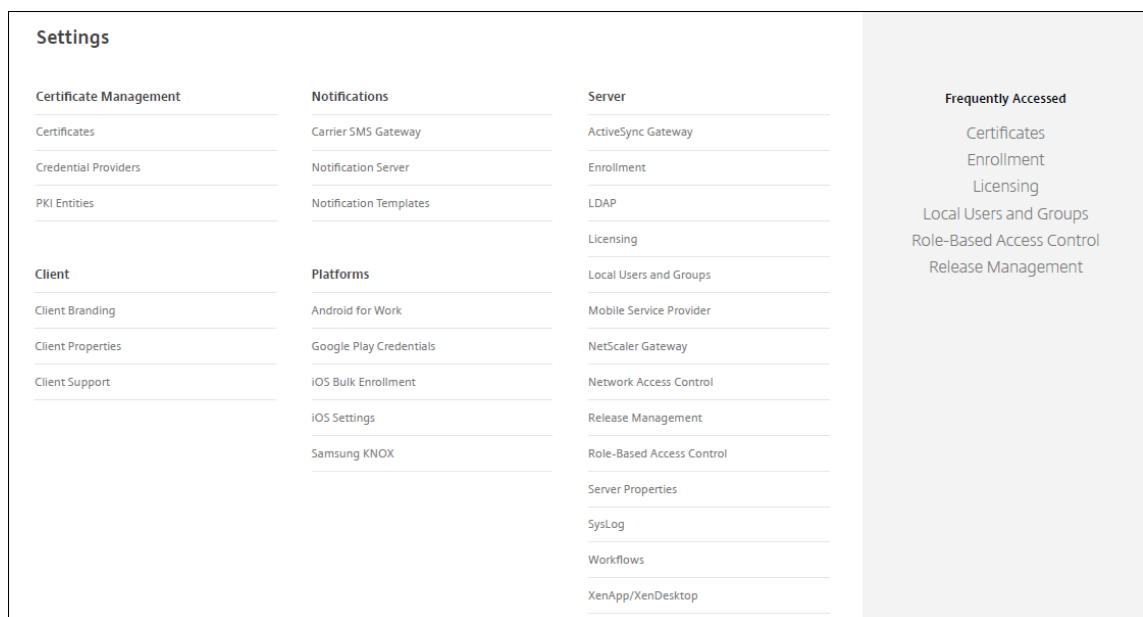 Settings
Certificate Management
Certificates
Credential Providers
PKI Entities
Client
Client Branding
Client Properties
Client Support
Notifications
Carrier SMS Gateway
Notification Server
Notification Templates
Platforms
Android for Work
Google Play Credentials
iOS Bulk Enrollment
iOS Settings
Samsung KNOX
Server
ActiveSync Gateway
Enrollment
LDAP
Licensing
Local Users and Groups
Mobile Service Provider
NetScaler Gateway
Network Access Control
Release Management
Role-Based Access Control
Server Properties
SysLog
Workflows
XenApp/XenDesktop
Frequently Accessed
Certificates
Enrollment
Licensing
Local Users and Groups
Role-Based Access Control
Release Management